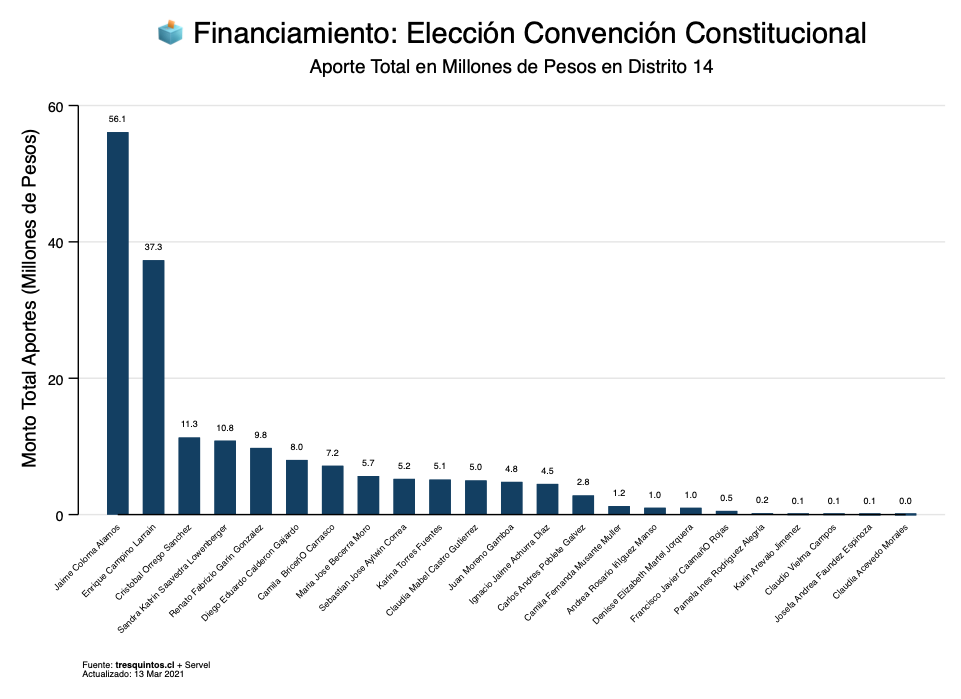 Financiamiento: Elección Convención Constitucional
Aporte Total en Millones de Pesos en Distrito 14
Monto Total Aportes (Millones de Pesos)
60
40
20
0
56.1
37.3
11.3
10.8
9.8
8.0
7.2
5.7
5.2
5.1
5.0
4.8
4.5
2.8
1.2
1.0
1.0
0.5
0.2
0.1
0.1
0.1
0.0
Jaime Coloma Alamos
Enrique Campino Larrain
Cristobal Orrego Sanchez
Sandra Katrin Saavedra Lowenberger
Renato Fabrizio Garin Gonzalez
Diego Eduardo Calderon Gajardo
Camila BricerìO Carrasco
Maria Jose Becerra Moro
Sebastian Jose Aylwin Correa
Karina Torres Fuentes
Claudia Mabel Castro Gutierrez
Juan Moreno Gamboa
Ignacio Jaime Achurra Diaz
Carlos Andres Poblete Galvez
Camila Fernanda Musante Muller
Andrea Rosario Iñiguez Manso
Denisse Elizabeth Martel Jorquera
Francisco Javier CaamañO Rojas
Pamela Ines Rodriguez Alegria
Karin Arevalo Jimenez
Claudio Vielma Campos
Josefa Andrea Faundez Espinoza
Claudia Acevedo Morales
Fuente: tresquintos.cl + Servel
Actualizado: 13 Mar 2021